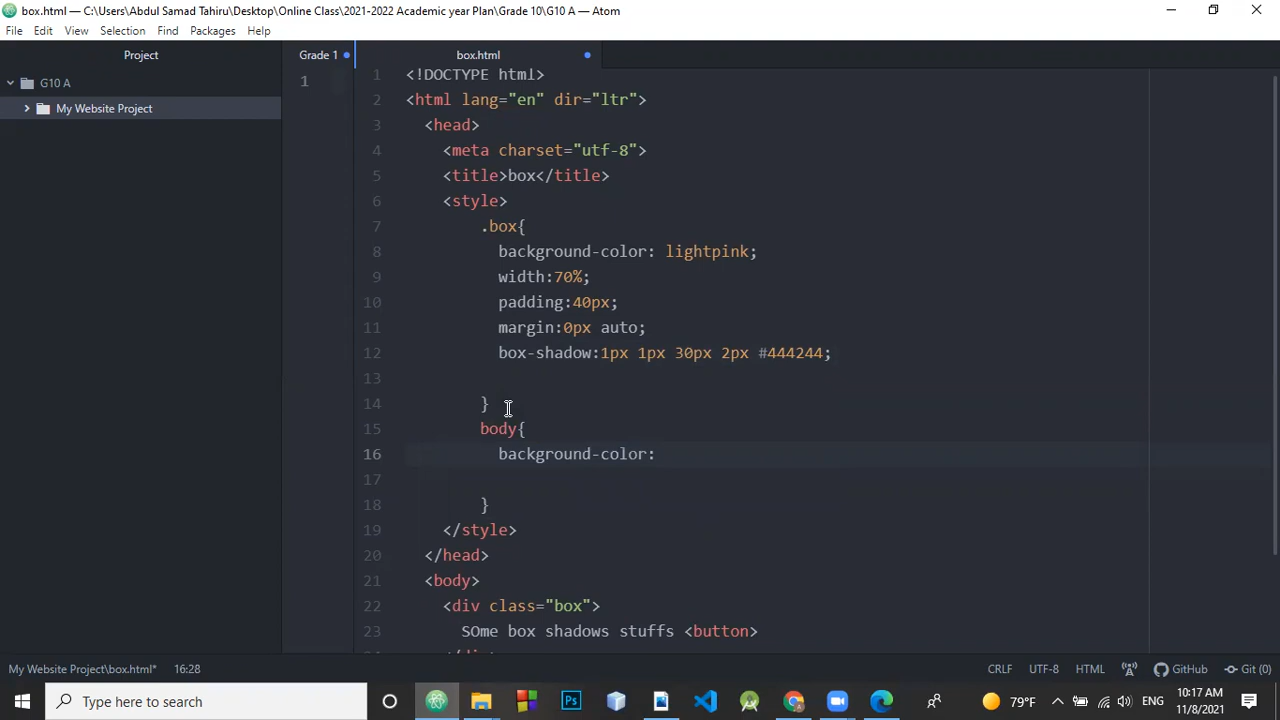 box.html — C:\Users\Abdul Samad Tahiru\Desktop\Online Class\2021-2022 Academic year Plan\Grade 10\G10 A — Atom
File Edit View Selection Find Packages Help
Project
Grade 1
box.html
G10 A
My Website Project
1
1 <!DOCTYPE html>
2 <html lang="en" dir="ltr">
3 <head>
4 <meta charset="utf-8">
5 <title>box</title>
6 <style>
7 .box{
8 background-color: lightpink;
9 width:70%;
10 padding:40px;
11 margin:0px auto;
12 box-shadow:1px 1px 30px 2px #444244;
13
14 }
15 body{
16 background-color:
17
18 }
19 </style>
20 </head>
21 <body>
22 <div class="box">
23 SOme box shadows stuffs <button>
My Website Project\box.html* 16:28 CRLF UTF-8 HTML GitHub Git (0)
Type here to search
79°F
ENG
10:17 AM
11/8/2021